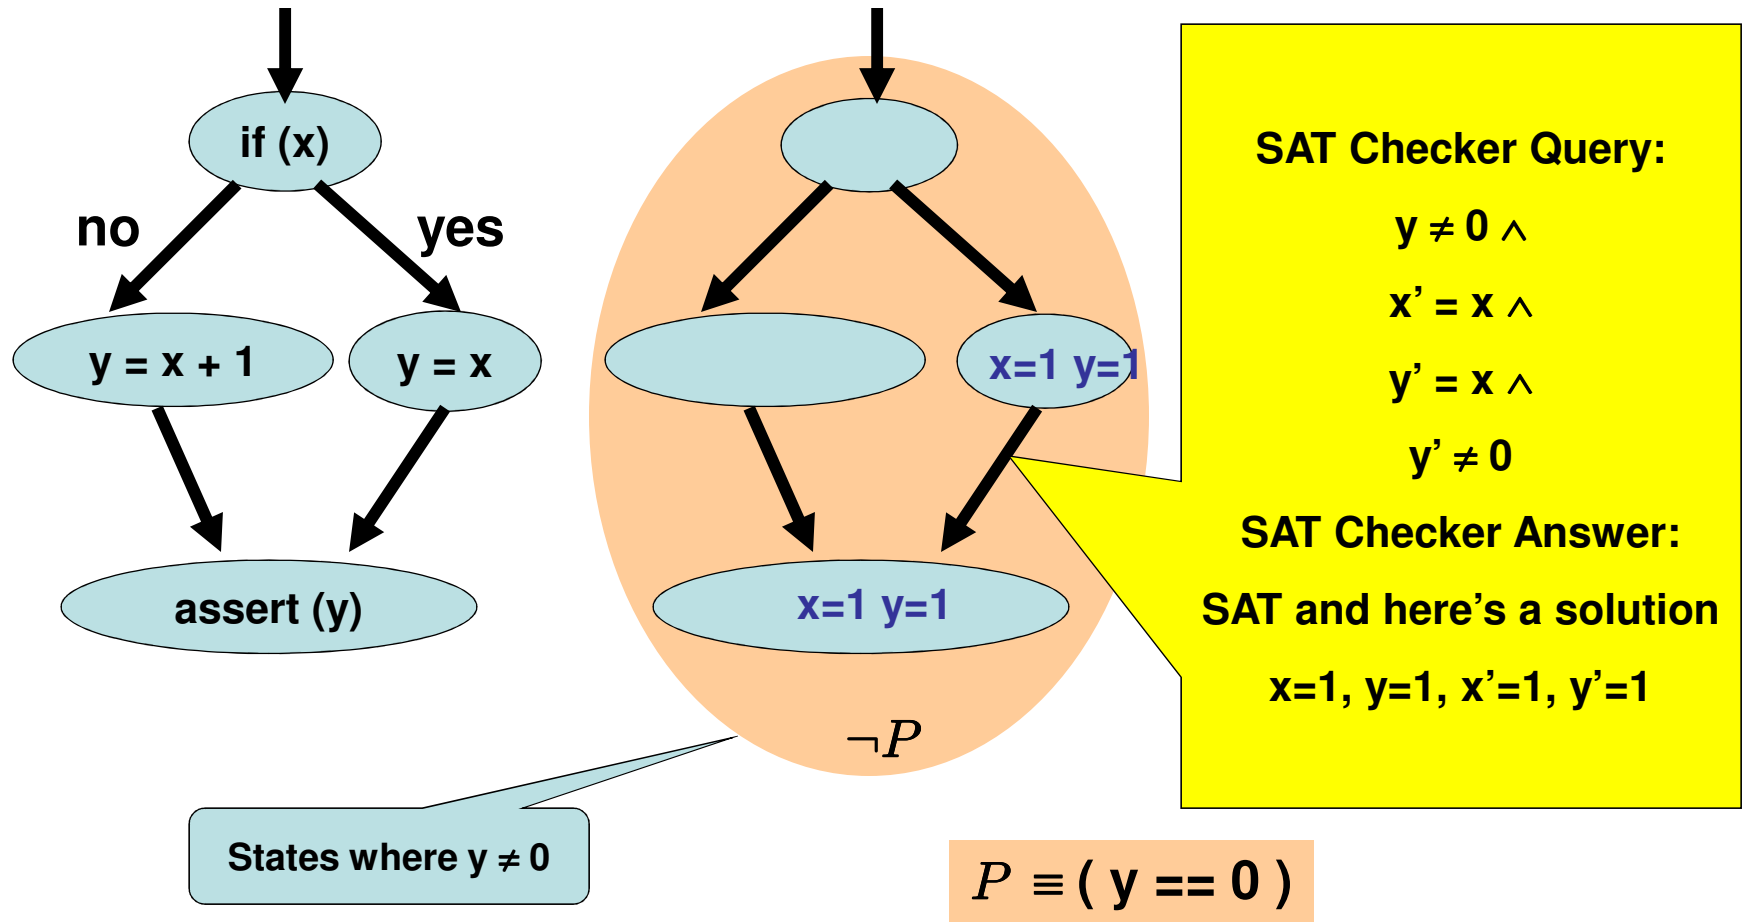 if (x)
no
yes
y = x + 1
y = x
assert (y)
x=1 y=1
x=1 y=1
¬P
States where y ≠ 0
P ≡ ( y == 0 )
SAT Checker Query:
y ≠ 0 ∧
x’ = x ∧
y’ = x ∧
y’ ≠ 0
SAT Checker Answer:
SAT and here’s a solution
x=1, y=1, x’=1, y’=1